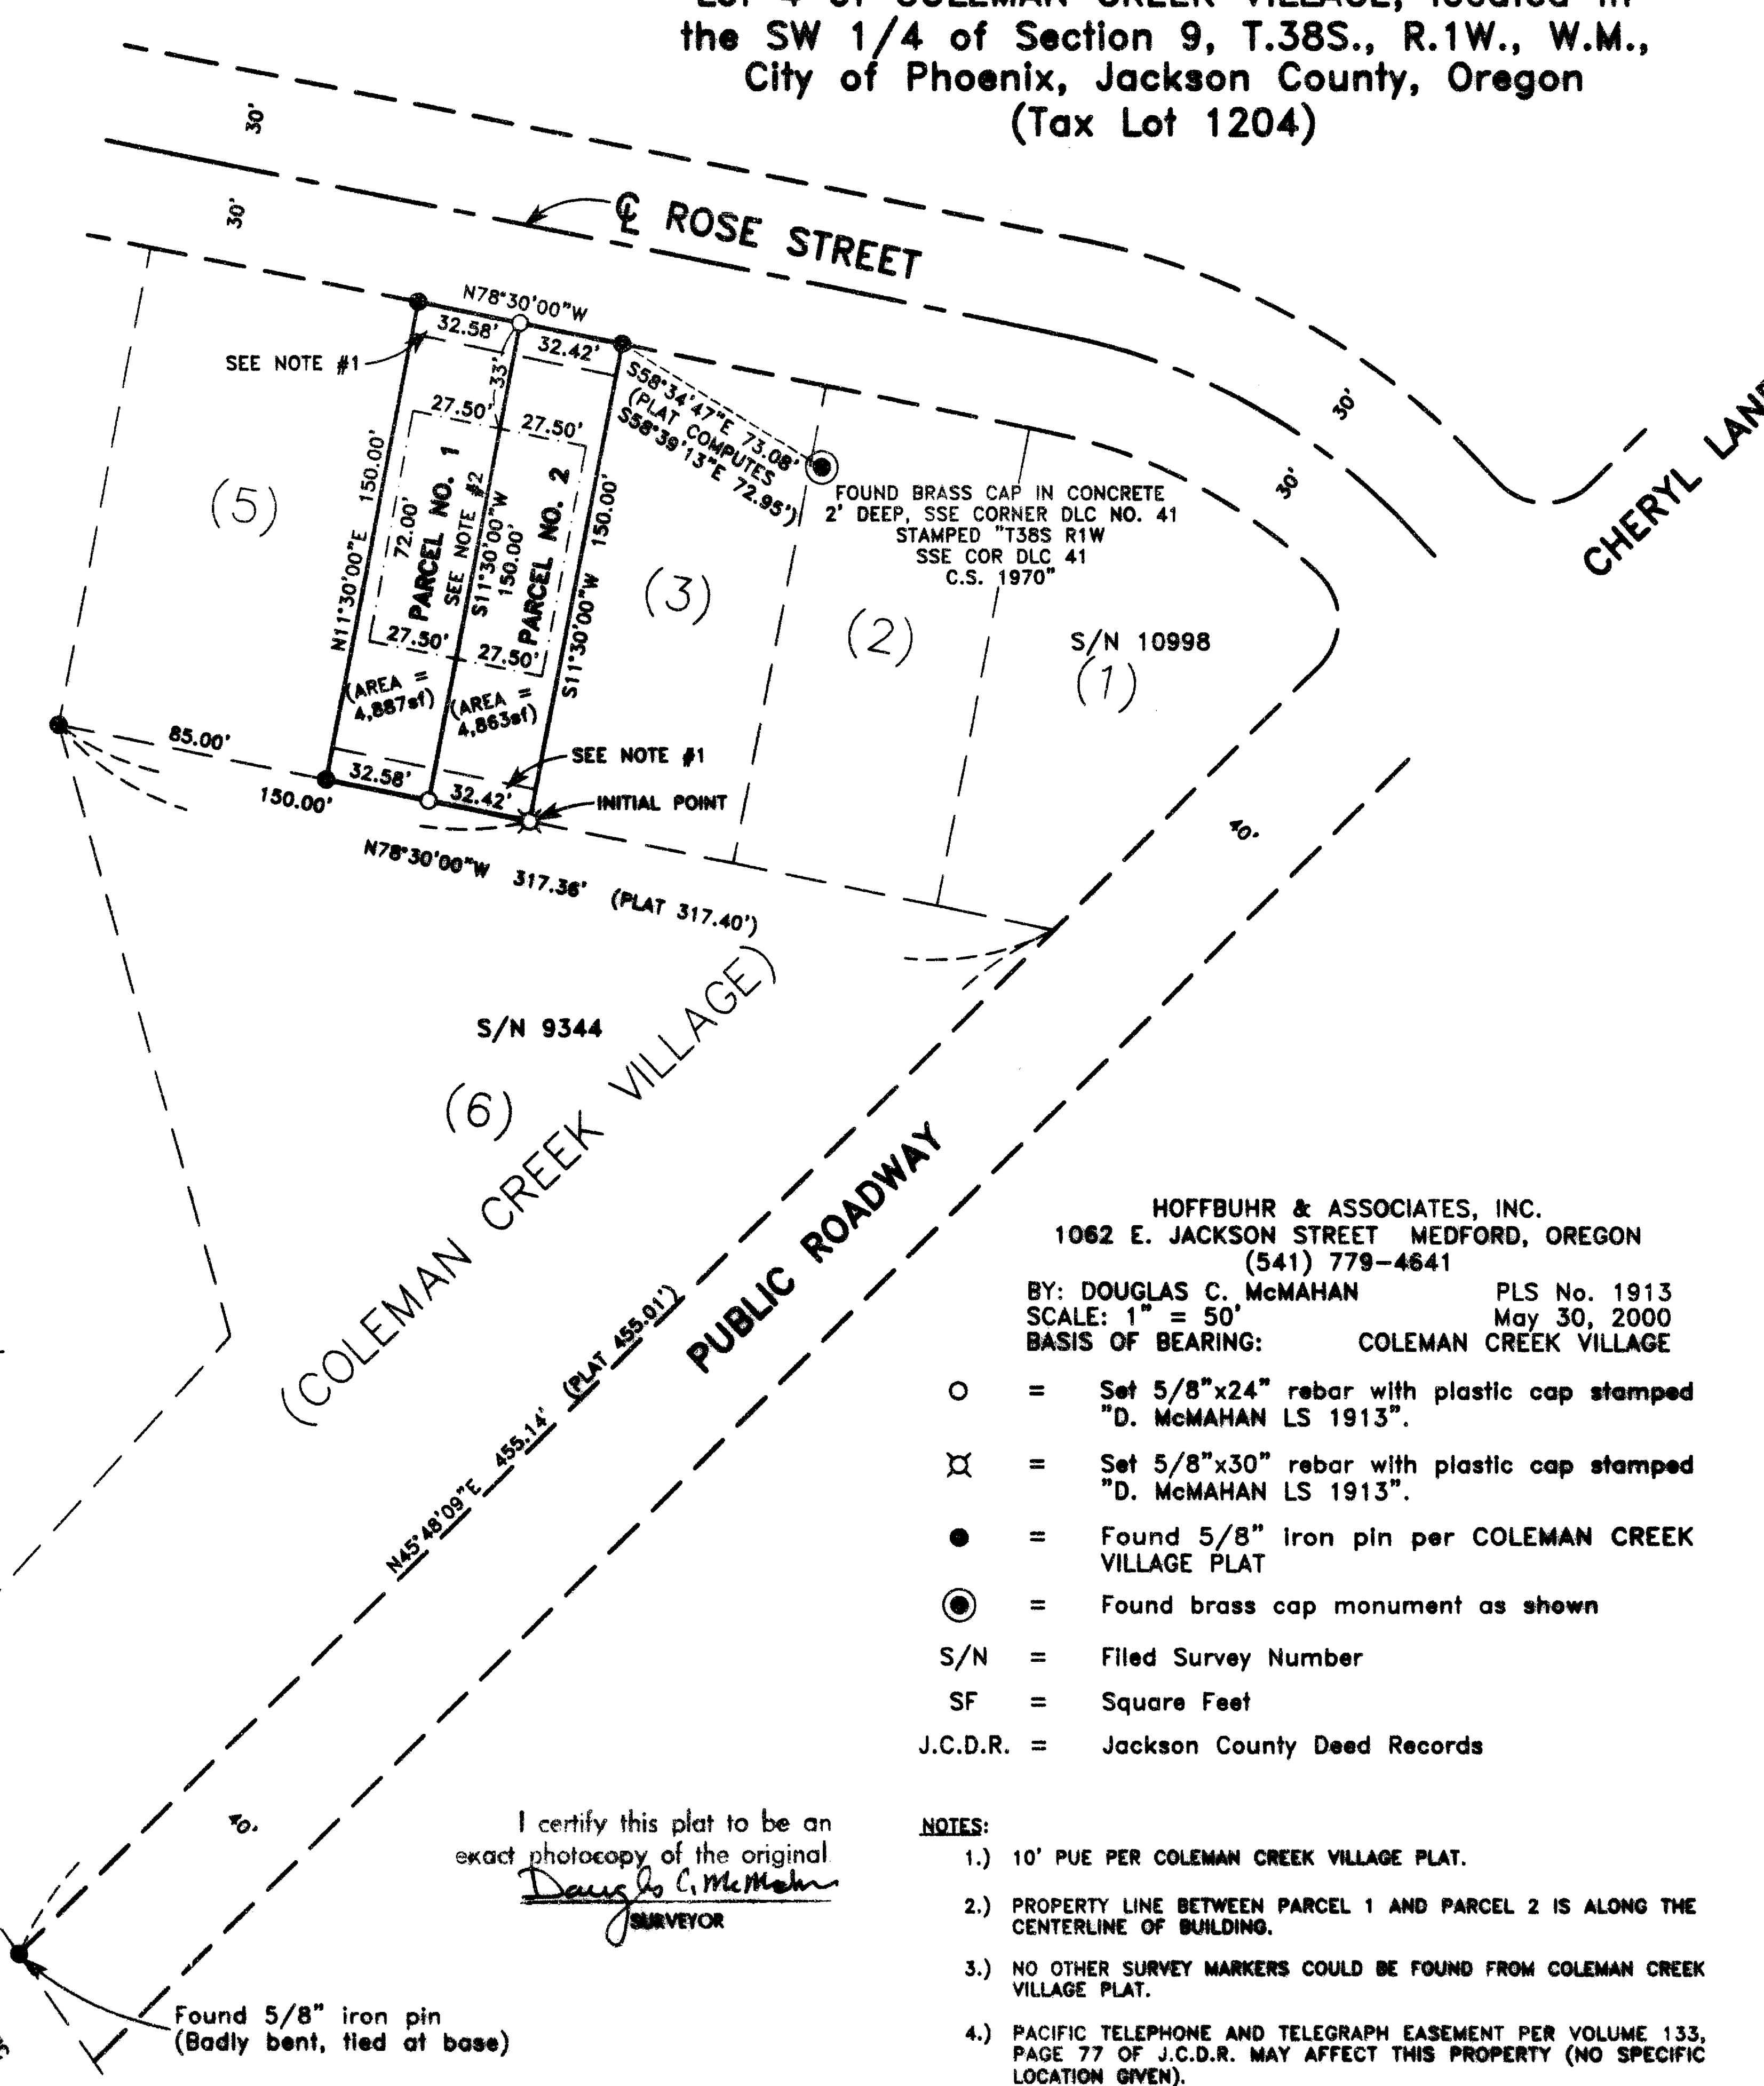 LOT 4 of COLEMAN CREEK VILLAGE, located in
the SW 1/4 of Section 9, T.38S., R.1W., W.M.,
City of Phoenix, Jackson County, Oregon
(Tax Lot 1204)
30'
30'
℄ ROSE STREET
N78°30'00"W
32.58'
32.42'
SEE NOTE #1
33'
S58°34'47"E 73.08'
(PLAT COMPUTES
S58°39'13"E 72.95')
30'
30'
CHERYL LANE
27.50'
27.50'
(5)
N11°30'00"E 150.00'
72.00'
PARCEL NO. 1
SEE NOTE #2
S11°30'00"W
150.00'
PARCEL NO. 2
S11°30'00"W 150.00'
FOUND BRASS CAP IN CONCRETE
2' DEEP, SSE CORNER DLC NO. 41
STAMPED "T38S R1W
SSE COR DLC 41
C.S. 1970"
(3)
(2)
S/N 10998
(1)
27.50'
27.50'
(AREA =
4,887sf)
(AREA =
4,863sf)
85.00'
SEE NOTE #1
32.58'
32.42'
150.00'
INITIAL POINT
40'
N78°30'00"W 317.36' (PLAT 317.40')
S/N 9344
(6)
(COLEMAN CREEK VILLAGE)
PUBLIC ROADWAY
N45°48'09"E 455.14' (PLAT 455.01')
40'
HOFFBUHR & ASSOCIATES, INC.
1062 E. JACKSON STREET MEDFORD, OREGON
(541) 779-4641
BY: DOUGLAS C. McMAHAN PLS No. 1913
SCALE: 1" = 50' May 30, 2000
BASIS OF BEARING: COLEMAN CREEK VILLAGE
O = Set 5/8"x24" rebar with plastic cap stamped
"D. McMAHAN LS 1913".
¤ = Set 5/8"x30" rebar with plastic cap stamped
"D. McMAHAN LS 1913".
● = Found 5/8" iron pin per COLEMAN CREEK
VILLAGE PLAT
◉ = Found brass cap monument as shown
S/N = Filed Survey Number
SF = Square Feet
J.C.D.R. = Jackson County Deed Records
I certify this plat to be an
exact photocopy of the original
Douglas C. McMahan
SURVEYOR
Found 5/8" iron pin
(Badly bent, tied at base)
NOTES:
1.) 10' PUE PER COLEMAN CREEK VILLAGE PLAT.
2.) PROPERTY LINE BETWEEN PARCEL 1 AND PARCEL 2 IS ALONG THE
CENTERLINE OF BUILDING.
3.) NO OTHER SURVEY MARKERS COULD BE FOUND FROM COLEMAN CREEK
VILLAGE PLAT.
4.) PACIFIC TELEPHONE AND TELEGRAPH EASEMENT PER VOLUME 133,
PAGE 77 OF J.C.D.R. MAY AFFECT THIS PROPERTY (NO SPECIFIC
LOCATION GIVEN).